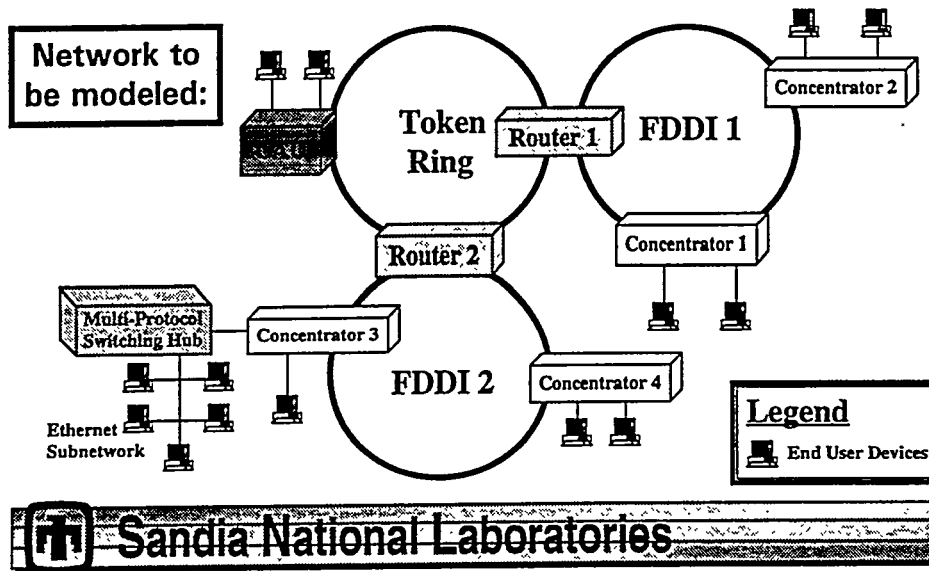 Network to
be modeled:
Token
Ring
Router 1
FDDI 1
Concentrator 2
Router 2
Concentrator 1
Multi-Protocol
Switching Hub
Concentrator 3
FDDI 2
Concentrator 4
Ethernet
Subnetwork
Legend
End User Devices
Sandia National Laboratories